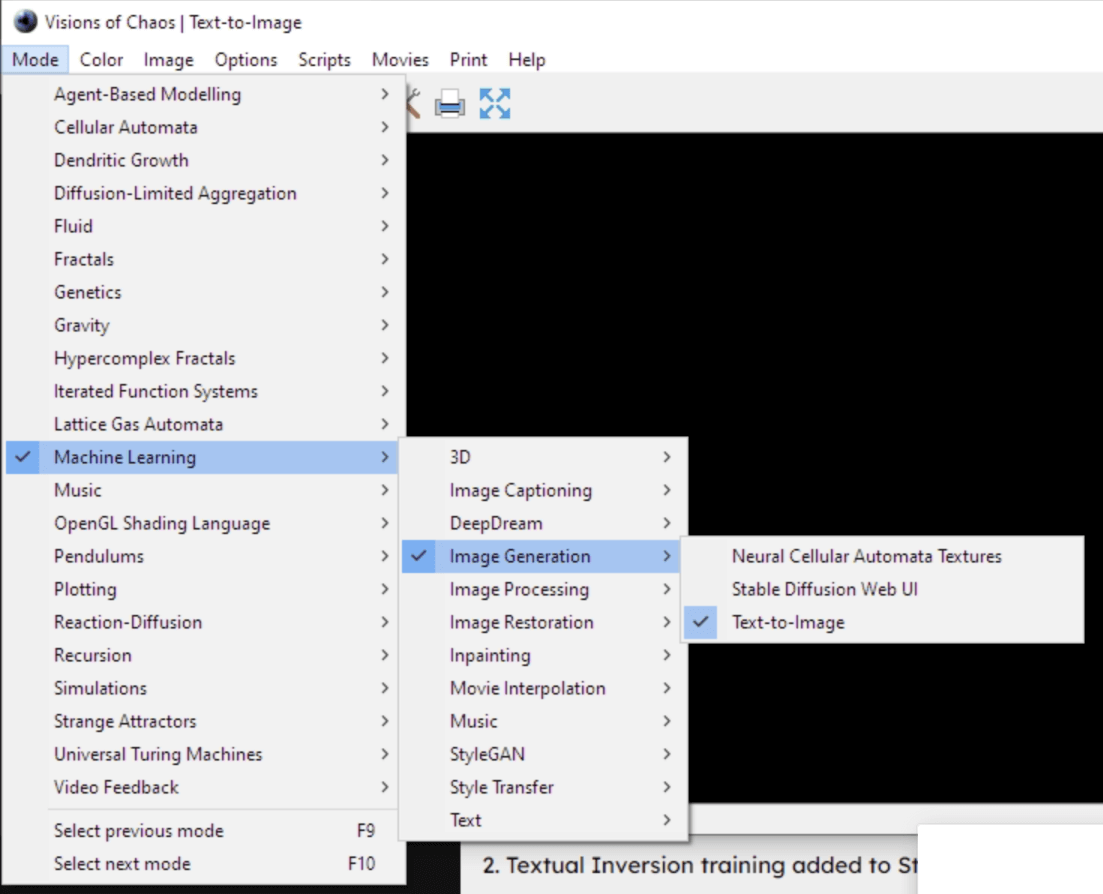 Visions of Chaos | Text-to-Image
Mode Color Image Options Scripts Movies Print Help
Agent-Based Modelling
Cellular Automata
Dendritic Growth
Diffusion-Limited Aggregation
Fluid
Fractals
Genetics
Gravity
Hypercomplex Fractals
Iterated Function Systems
Lattice Gas Automata
Machine Learning
Music
OpenGL Shading Language
Pendulums
Plotting
Reaction-Diffusion
Recursion
Simulations
Strange Attractors
Universal Turing Machines
Video Feedback
Select previous mode F9
Select next mode F10
3D
Image Captioning
DeepDream
Image Generation
Image Processing
Image Restoration
Inpainting
Movie Interpolation
Music
StyleGAN
Style Transfer
Text
Neural Cellular Automata Textures
Stable Diffusion Web UI
Text-to-Image
2. Textual Inversion training added to